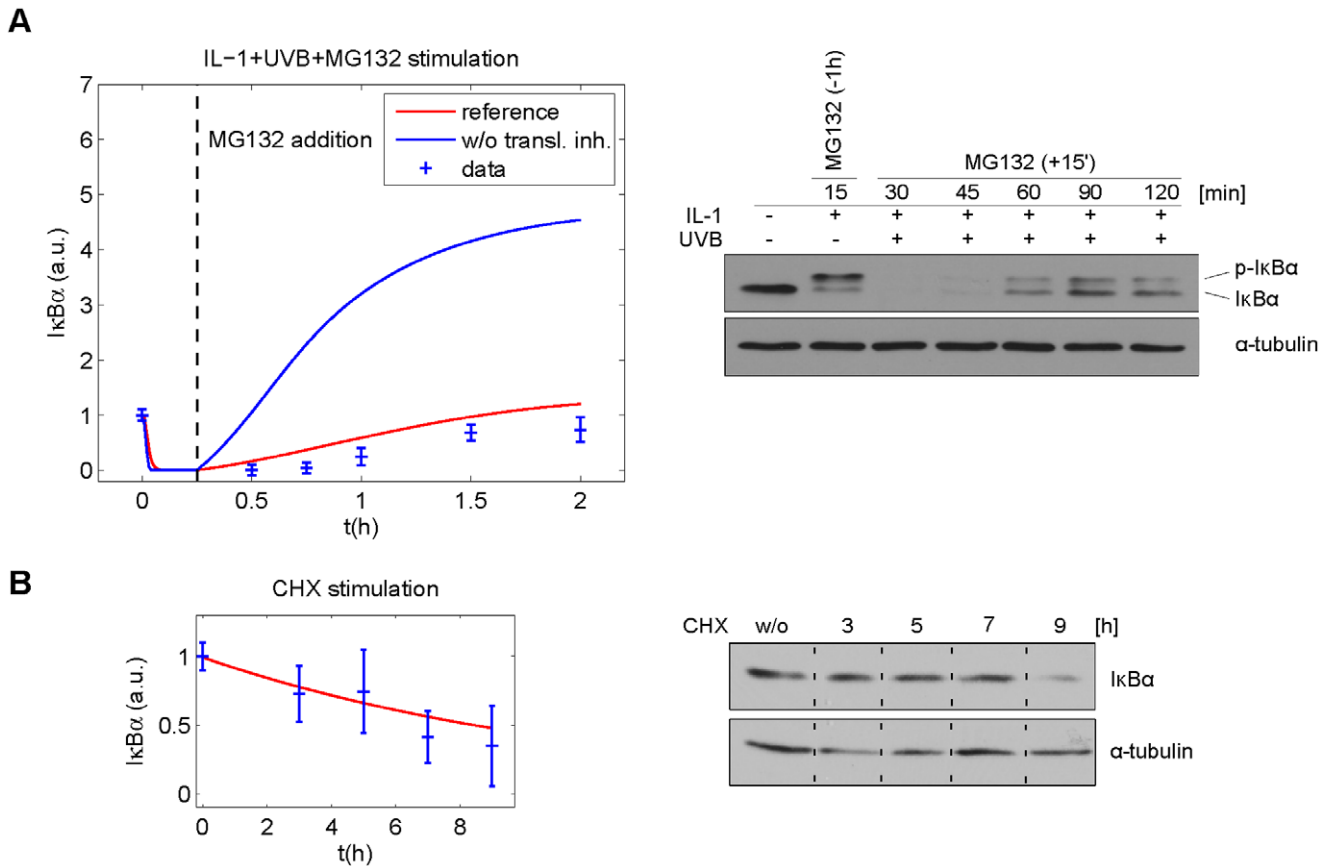 A
IL−1+UVB+MG132 stimulation
7
6
5
4
3
2
1
0
IκBα (a.u.)
MG132 addition
reference
w/o transl. inh.
data
0 0.5 1 1.5 2
t(h)
MG132 (-1h)
MG132 (+15')
15 30 45 60 90 120 [min]
IL-1 - + + + + + +
UVB - - + + + + +
p-IκBα
IκBα
α-tubulin
B
CHX stimulation
1
0.5
0
IκBα (a.u.)
0 2 4 6 8
t(h)
CHX w/o 3 5 7 9 [h]
IκBα
α-tubulin